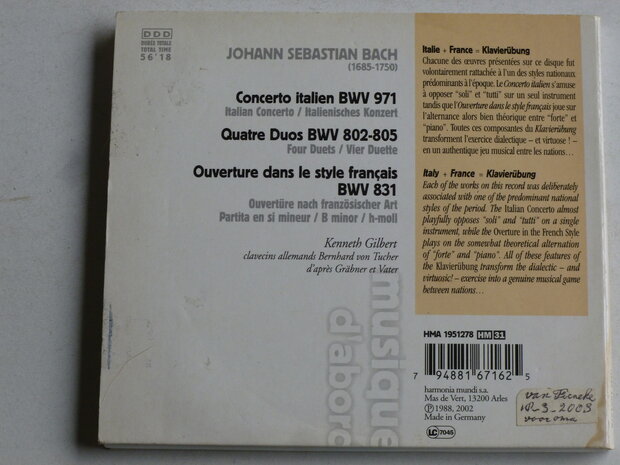 DDD
DURÉE TOTALE
TOTAL TIME
56'18
JOHANN SEBASTIAN BACH
(1685-1750)
Concerto italien BWV 971
Italian Concerto / Italienisches Konzert
Quatre Duos BWV 802-805
Four Duets / Vier Duette
Ouverture dans le style français
BWV 831
Ouvertüre nach französischer Art
Partita en si mineur / B minor / h-moll
Kenneth Gilbert
clavecins allemands Bernhard von Tucher
d'après Gräbner et Vater
musique
d'abord
Italie + France = Klavierübung
Chacune des œuvres présentées sur ce disque fut
volontairement rattachée à l'un des styles nationaux
prédominants à l'époque. Le Concerto italien s'amuse
à opposer "soli" et "tutti" sur un seul instrument
tandis que l'Ouverture dans le style français joue sur
l'alternance alors bien théorique entre "forte" et
"piano". Toutes ces composantes du Klavierübung
transforment l'exercice dialectique – et virtuose ! –
en un authentique jeu musical entre les nations…
Italy + France = Klavierübung
Each of the works on this record was deliberately
associated with one of the predominant national
styles of the period. The Italian Concerto almost
playfully opposes "soli" and "tutti" on a single
instrument, while the Overture in the French Style
plays on the somewhat theoretical alternation
of "forte" and "piano". All of these features of
the Klavierübung transform the dialectic – and
virtuosic! – exercise into a genuine musical game
between nations…
HMA 1951278 HM 31
7 94881 67162 5
harmonia mundi s.a.
Mas de Vert, 13200 Arles
℗ 1988, 2002
Made in Germany
LC 7045
van
-3-2003